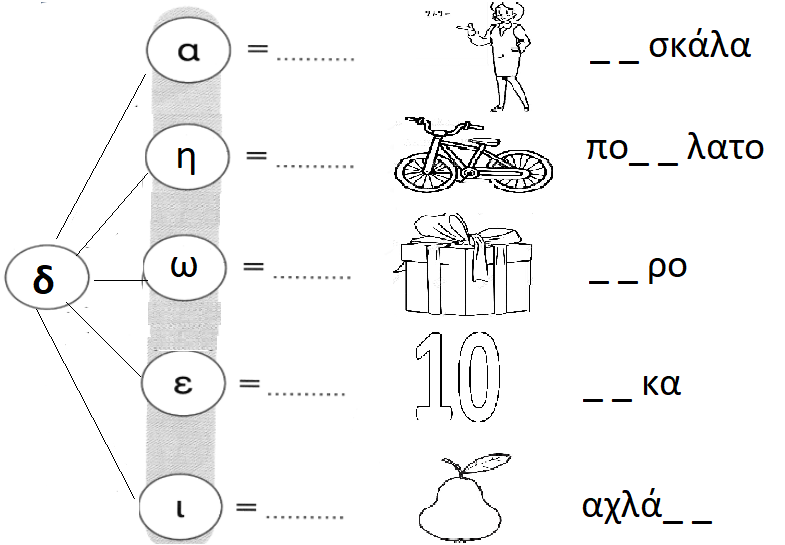 α = ......... _ _ σκάλα
η = ......... πο_ _ λατο
δ
ω = ......... _ _ ρο
ε = ......... 10 _ _ κα
ι = ......... αχλά_ _